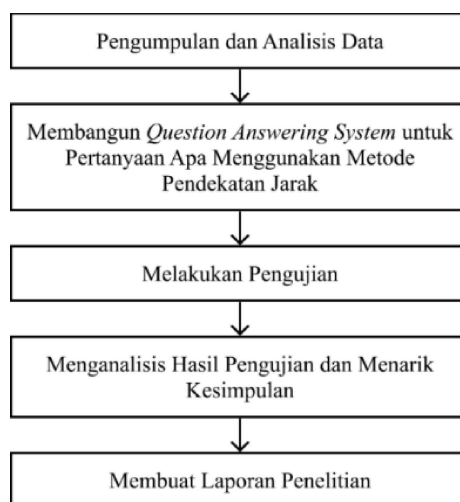 Pengumpulan dan Analisis Data
Membangun Question Answering System untuk
Pertanyaan Apa Menggunakan Metode
Pendekatan Jarak
Melakukan Pengujian
Menganalisis Hasil Pengujian dan Menarik
Kesimpulan
Membuat Laporan Penelitian